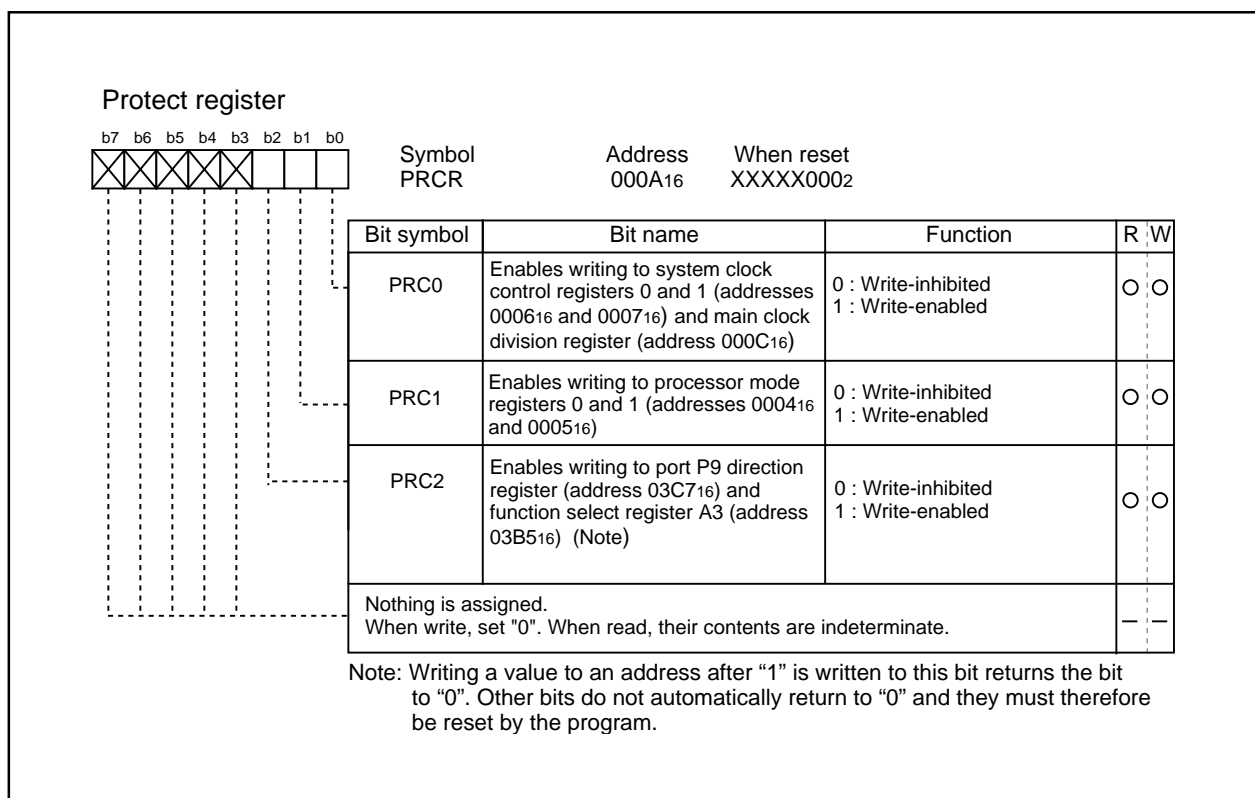 Protect register
b7 b6 b5 b4 b3 b2 b1 b0
Symbol Address When reset
PRCR 000A16 XXXXX0002
Bit symbol Bit name Function R W
PRC0
Enables writing to system clock
control registers 0 and 1 (addresses
000616 and 000716) and main clock
division register (address 000C16)
0 : Write-inhibited
1 : Write-enabled
PRC1
Enables writing to processor mode
registers 0 and 1 (addresses 000416
and 000516)
0 : Write-inhibited
1 : Write-enabled
PRC2
Enables writing to port P9 direction
register (address 03C716) and
function select register A3 (address
03B516) (Note)
0 : Write-inhibited
1 : Write-enabled
Nothing is assigned.
When write, set "0". When read, their contents are indeterminate.
Note: Writing a value to an address after “1” is written to this bit returns the bit
to “0”. Other bits do not automatically return to “0” and they must therefore
be reset by the program.